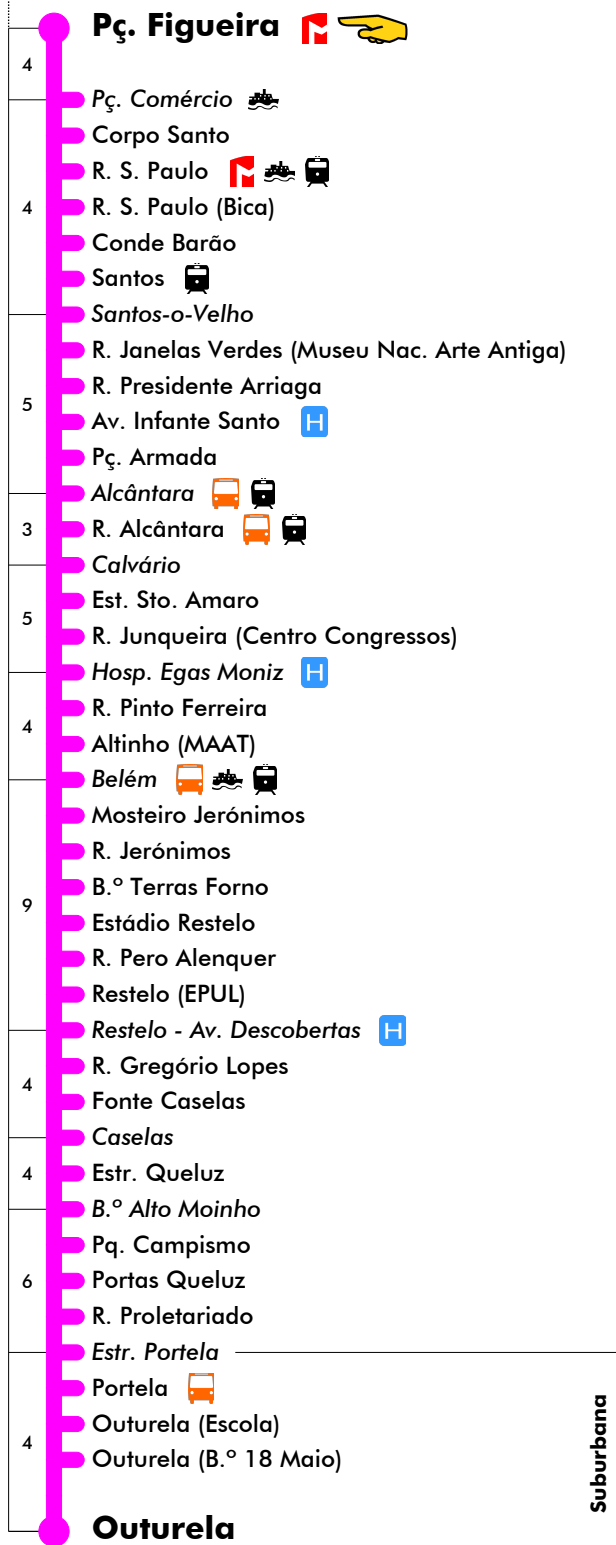 Pç. Figueira
4
Pç. Comércio
Corpo Santo
R. S. Paulo
4
R. S. Paulo (Bica)
Conde Barão
Santos
Santos-o-Velho
R. Janelas Verdes (Museu Nac. Arte Antiga)
R. Presidente Arriaga
5
Av. Infante Santo H
Pç. Armada
Alcântara
3
R. Alcântara
Calvário
Est. Sto. Amaro
5
R. Junqueira (Centro Congressos)
Hosp. Egas Moniz H
R. Pinto Ferreira
4
Altinho (MAAT)
Belém
Mosteiro Jerónimos
R. Jerónimos
B.º Terras Forno
9
Estádio Restelo
R. Pero Alenquer
Restelo (EPUL)
Restelo - Av. Descobertas H
R. Gregório Lopes
4
Fonte Caselas
Caselas
4
Estr. Queluz
B.º Alto Moinho
Pq. Campismo
6
Portas Queluz
R. Proletariado
Estr. Portela
Portela
Outurela (Escola)
4
Outurela (B.º 18 Maio)
Suburbana
Outurela